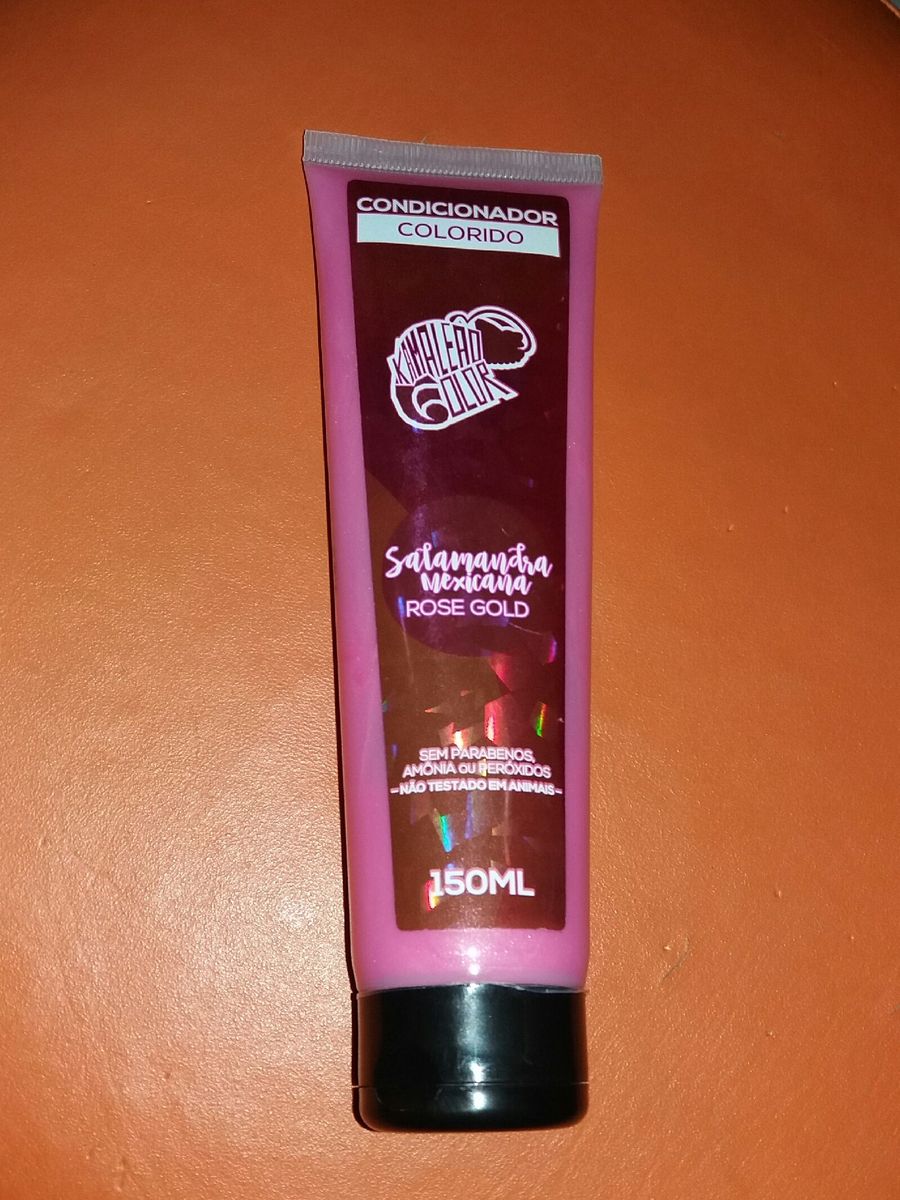 CONDICIONADOR
COLORIDO
KAMALEÃO
COLOR
Salamandra
Mexicana
ROSE GOLD
SEM PARABENOS,
AMÔNIA OU PERÓXIDOS
–NÃO TESTADO EM ANIMAIS–
150ML